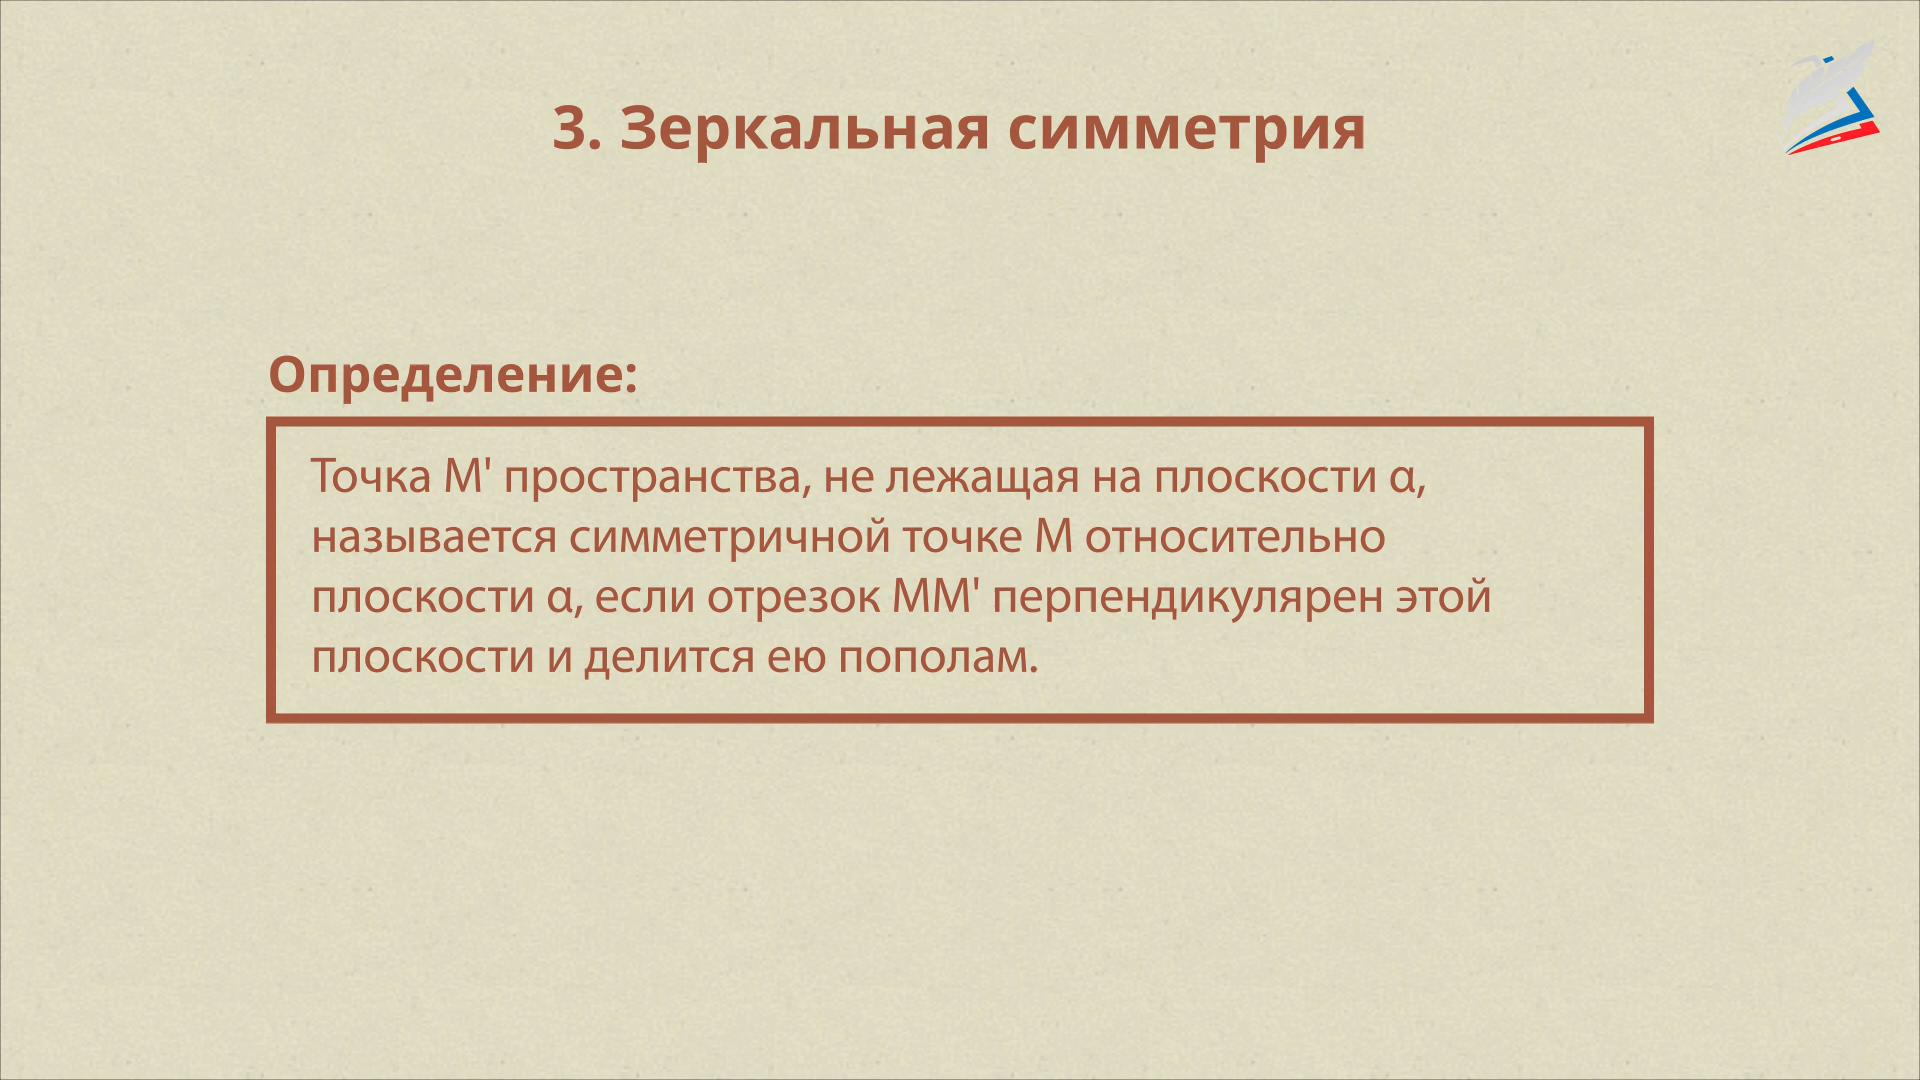 3. Зеркальная симметрия
Определение:
Точка М' пространства, не лежащая на плоскости α,
называется симметричной точке М относительно
плоскости α, если отрезок ММ' перпендикулярен этой
плоскости и делится ею пополам.